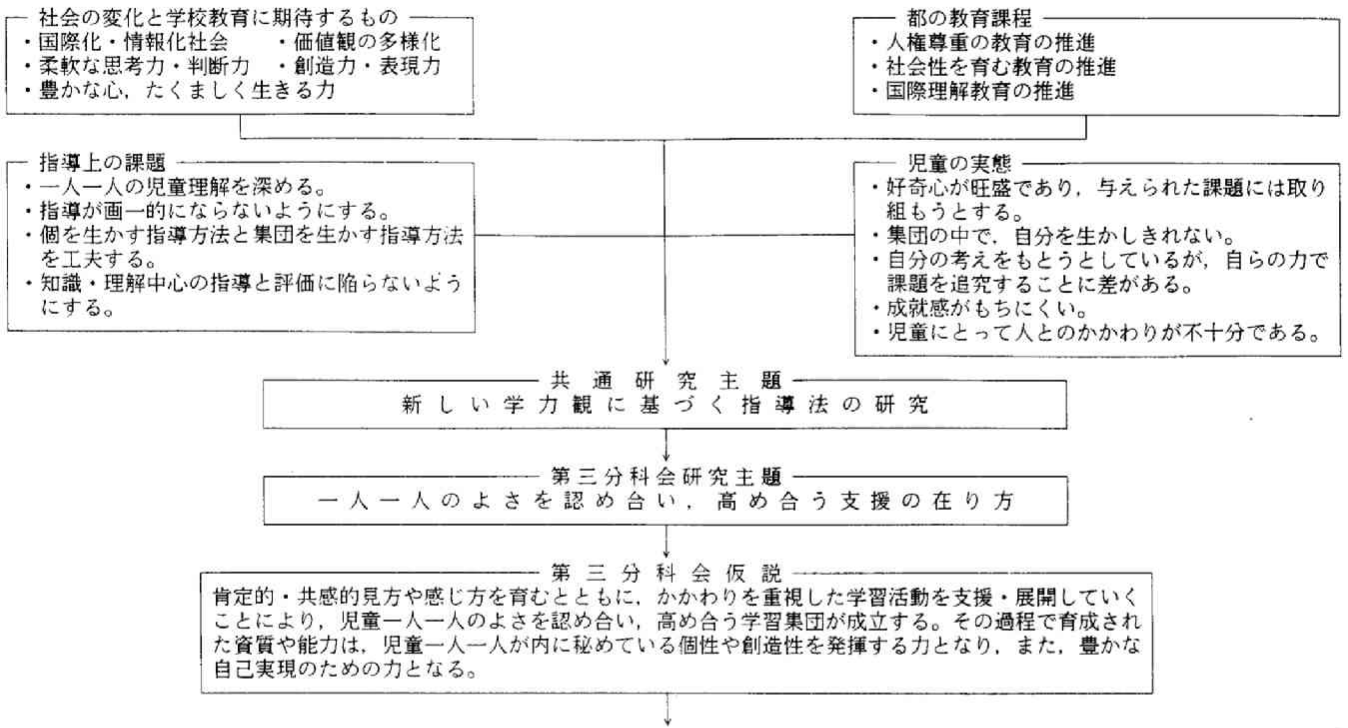 社会の変化と学校教育に期待するもの
・国際化・情報化社会　・価値観の多様化
・柔軟な思考力・判断力　・創造力・表現力
・豊かな心，たくましく生きる力
都の教育課程
・人権尊重の教育の推進
・社会性を育む教育の推進
・国際理解教育の推進
指導上の課題
・一人一人の児童理解を深める。
・指導が画一的にならないようにする。
・個を生かす指導方法と集団を生かす指導方法
を工夫する。
・知識・理解中心の指導と評価に陥らないよう
にする。
児童の実態
・好奇心が旺盛であり，与えられた課題には取り
組もうとする。
・集団の中で，自分を生かしきれない。
・自分の考えをもとうとしているが，自らの力で
課題を追究することに差がある。
・成就感がもちにくい。
・児童にとって人とのかかわりが不十分である。
共通研究主題
新しい学力観に基づく指導法の研究
第三分科会研究主題
一人一人のよさを認め合い，高め合う支援の在り方
第三分科会仮説
肯定的・共感的見方や感じ方を育むとともに，かかわりを重視した学習活動を支援・展開していく
ことにより，児童一人一人のよさを認め合い，高め合う学習集団が成立する。その過程で育成され
た資質や能力は，児童一人一人が内に秘めている個性や創造性を発揮する力となり，また，豊かな
自己実現のための力となる。